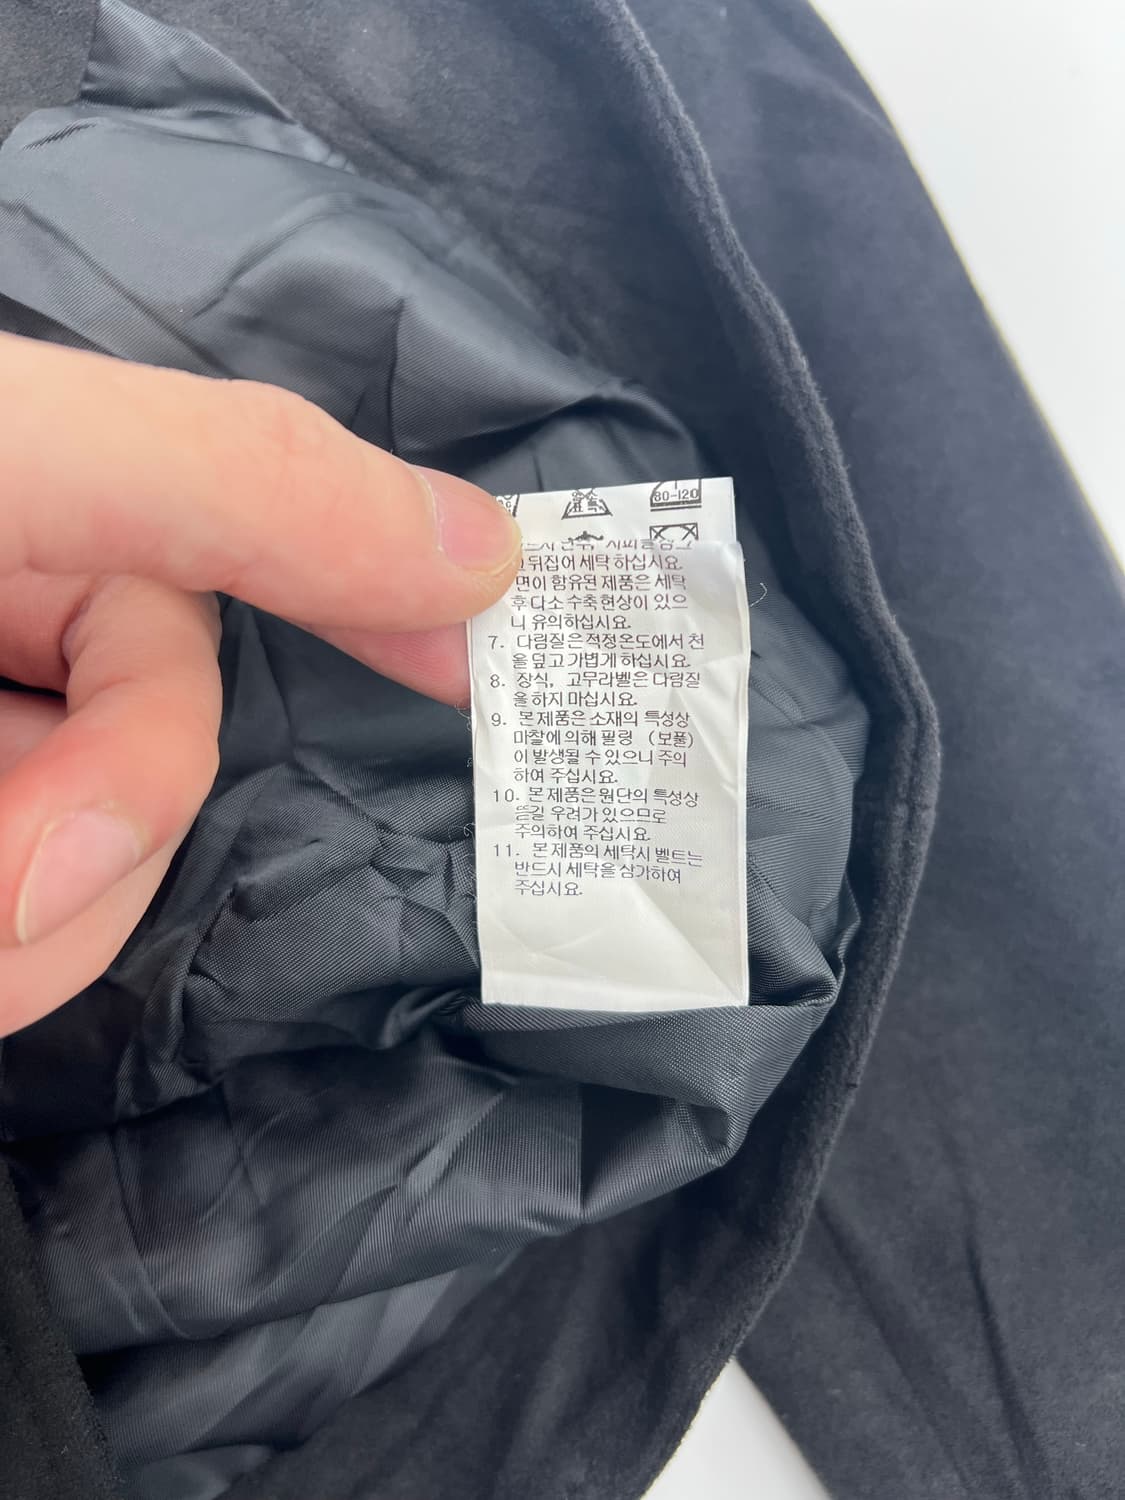 80-120
뒤집어 세탁 하십시요.
면이 함유된 제품은 세탁
후 다소 수축현상이 있으
니 유의하십시요.
7. 다림질은 적정온도에서 천
을 덮고 가볍게 하십시요.
8. 장식, 고무라벨은 다림질
을 하지 마십시요.
9. 본 제품은 소재의 특성상
마찰에 의해 필링 (보풀)
이 발생될 수 있으니 주의
하여 주십시요.
10. 본 제품은 원단의 특성상
뜯길 우려가 있으므로
주의하여 주십시요.
11. 본 제품의 세탁시 벨트는
반드시 세탁을 삼가하여
주십시요.